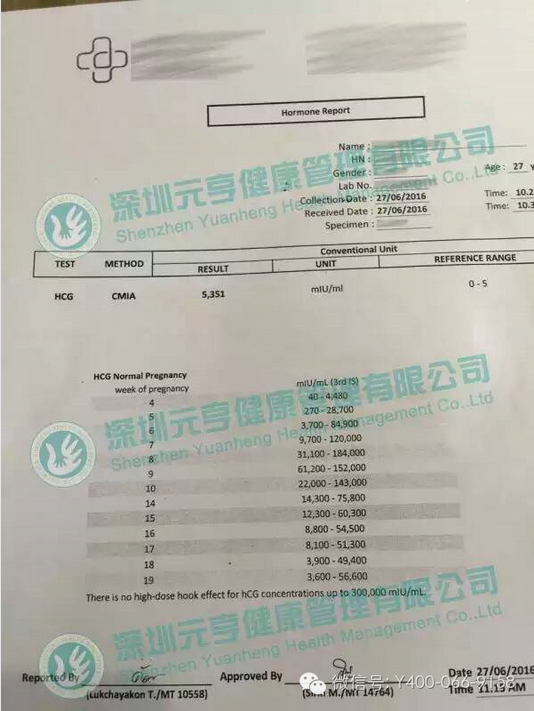 Hormone Report
Name :
HN :
Gender :
Age : 27 y
Lab No.
Collection Date : 27/06/2016
Time: 10.2
Received Date : 27/06/2016
Time: 10.3
Specimen :
深圳元亨健康管理有限公司
Shenzhen Yuanheng Health Management Co.,Ltd
TEST METHOD Conventional Unit
RESULT UNIT REFERENCE RANGE
HCG CMIA 5,351 mIU/ml 0 - 5
HCG Normal Pregnancy
week of pregnancy mIU/mL (3rd IS)
4 40 - 4,480
5 270 - 28,700
6 3,700 - 84,900
7 9,700 - 120,000
8 31,100 - 184,000
9 61,200 - 152,000
10 22,000 - 143,000
14 14,300 - 75,800
15 12,300 - 60,300
16 8,800 - 54,500
17 8,100 - 51,300
18 3,900 - 49,400
19 3,600 - 56,600
深圳元亨健康管理有限公司
Shenzhen Yuanheng Health Management Co.,Ltd
There is no high-dose hook effect for hCG concentrations up to 300,000 mIU/mL.
深圳元亨健康管理有限公司
Shenzhen Yuanheng Health Management Co.,Ltd
Reported By
Approved By
Date 27/06/2016
(Lukchayakon T./MT 10558)
M./MT 14764)
Time 11.13 AM
微信号: Y400-066-9158